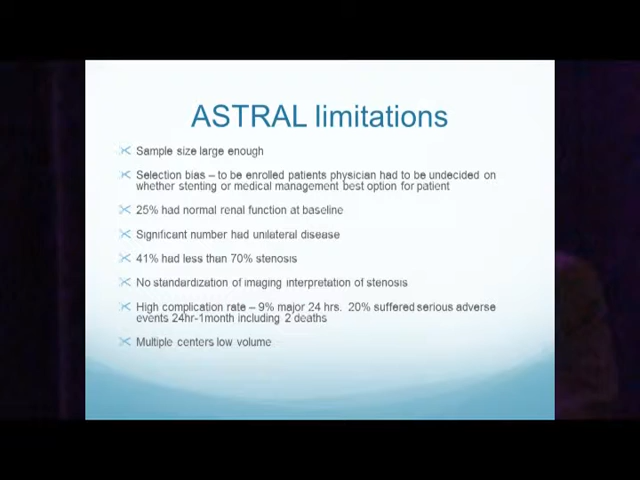 ASTRAL limitations
Sample size large enough
Selection bias – to be enrolled patients physician had to be undecided on
whether stenting or medical management best option for patient
25% had normal renal function at baseline
Significant number had unilateral disease
41% had less than 70% stenosis
No standardization of imaging interpretation of stenosis
High complication rate – 9% major 24 hrs. 20% suffered serious adverse
events 24hr-1month including 2 deaths
Multiple centers low volume